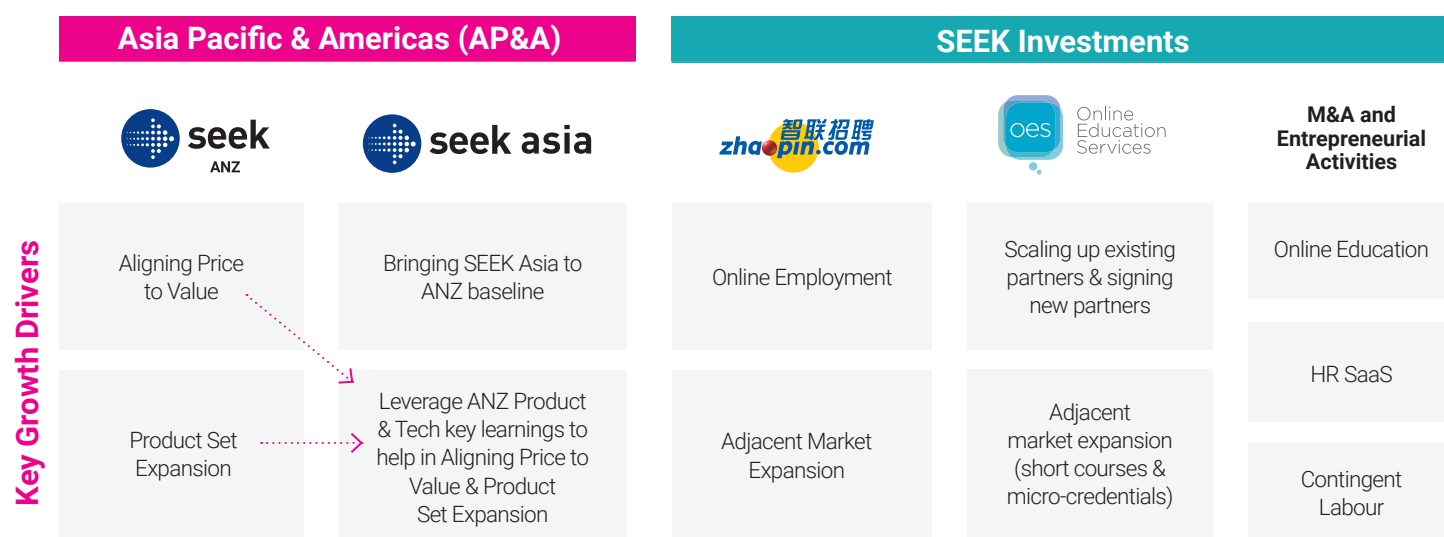 Asia Pacific & Americas (AP&A)
SEEK Investments
seek
ANZ
seek asia
智联招聘
zhaopin.com
oes
Online
Education
Services
M&A and
Entrepreneurial
Activities
Key Growth Drivers
Aligning Price
to Value
Bringing SEEK Asia to
ANZ baseline
Online Employment
Scaling up existing
partners & signing
new partners
Online Education
HR SaaS
Product Set
Expansion
Leverage ANZ Product
& Tech key learnings to
help in Aligning Price to
Value & Product
Set Expansion
Adjacent Market
Expansion
Adjacent
market expansion
(short courses &
micro-credentials)
Contingent
Labour